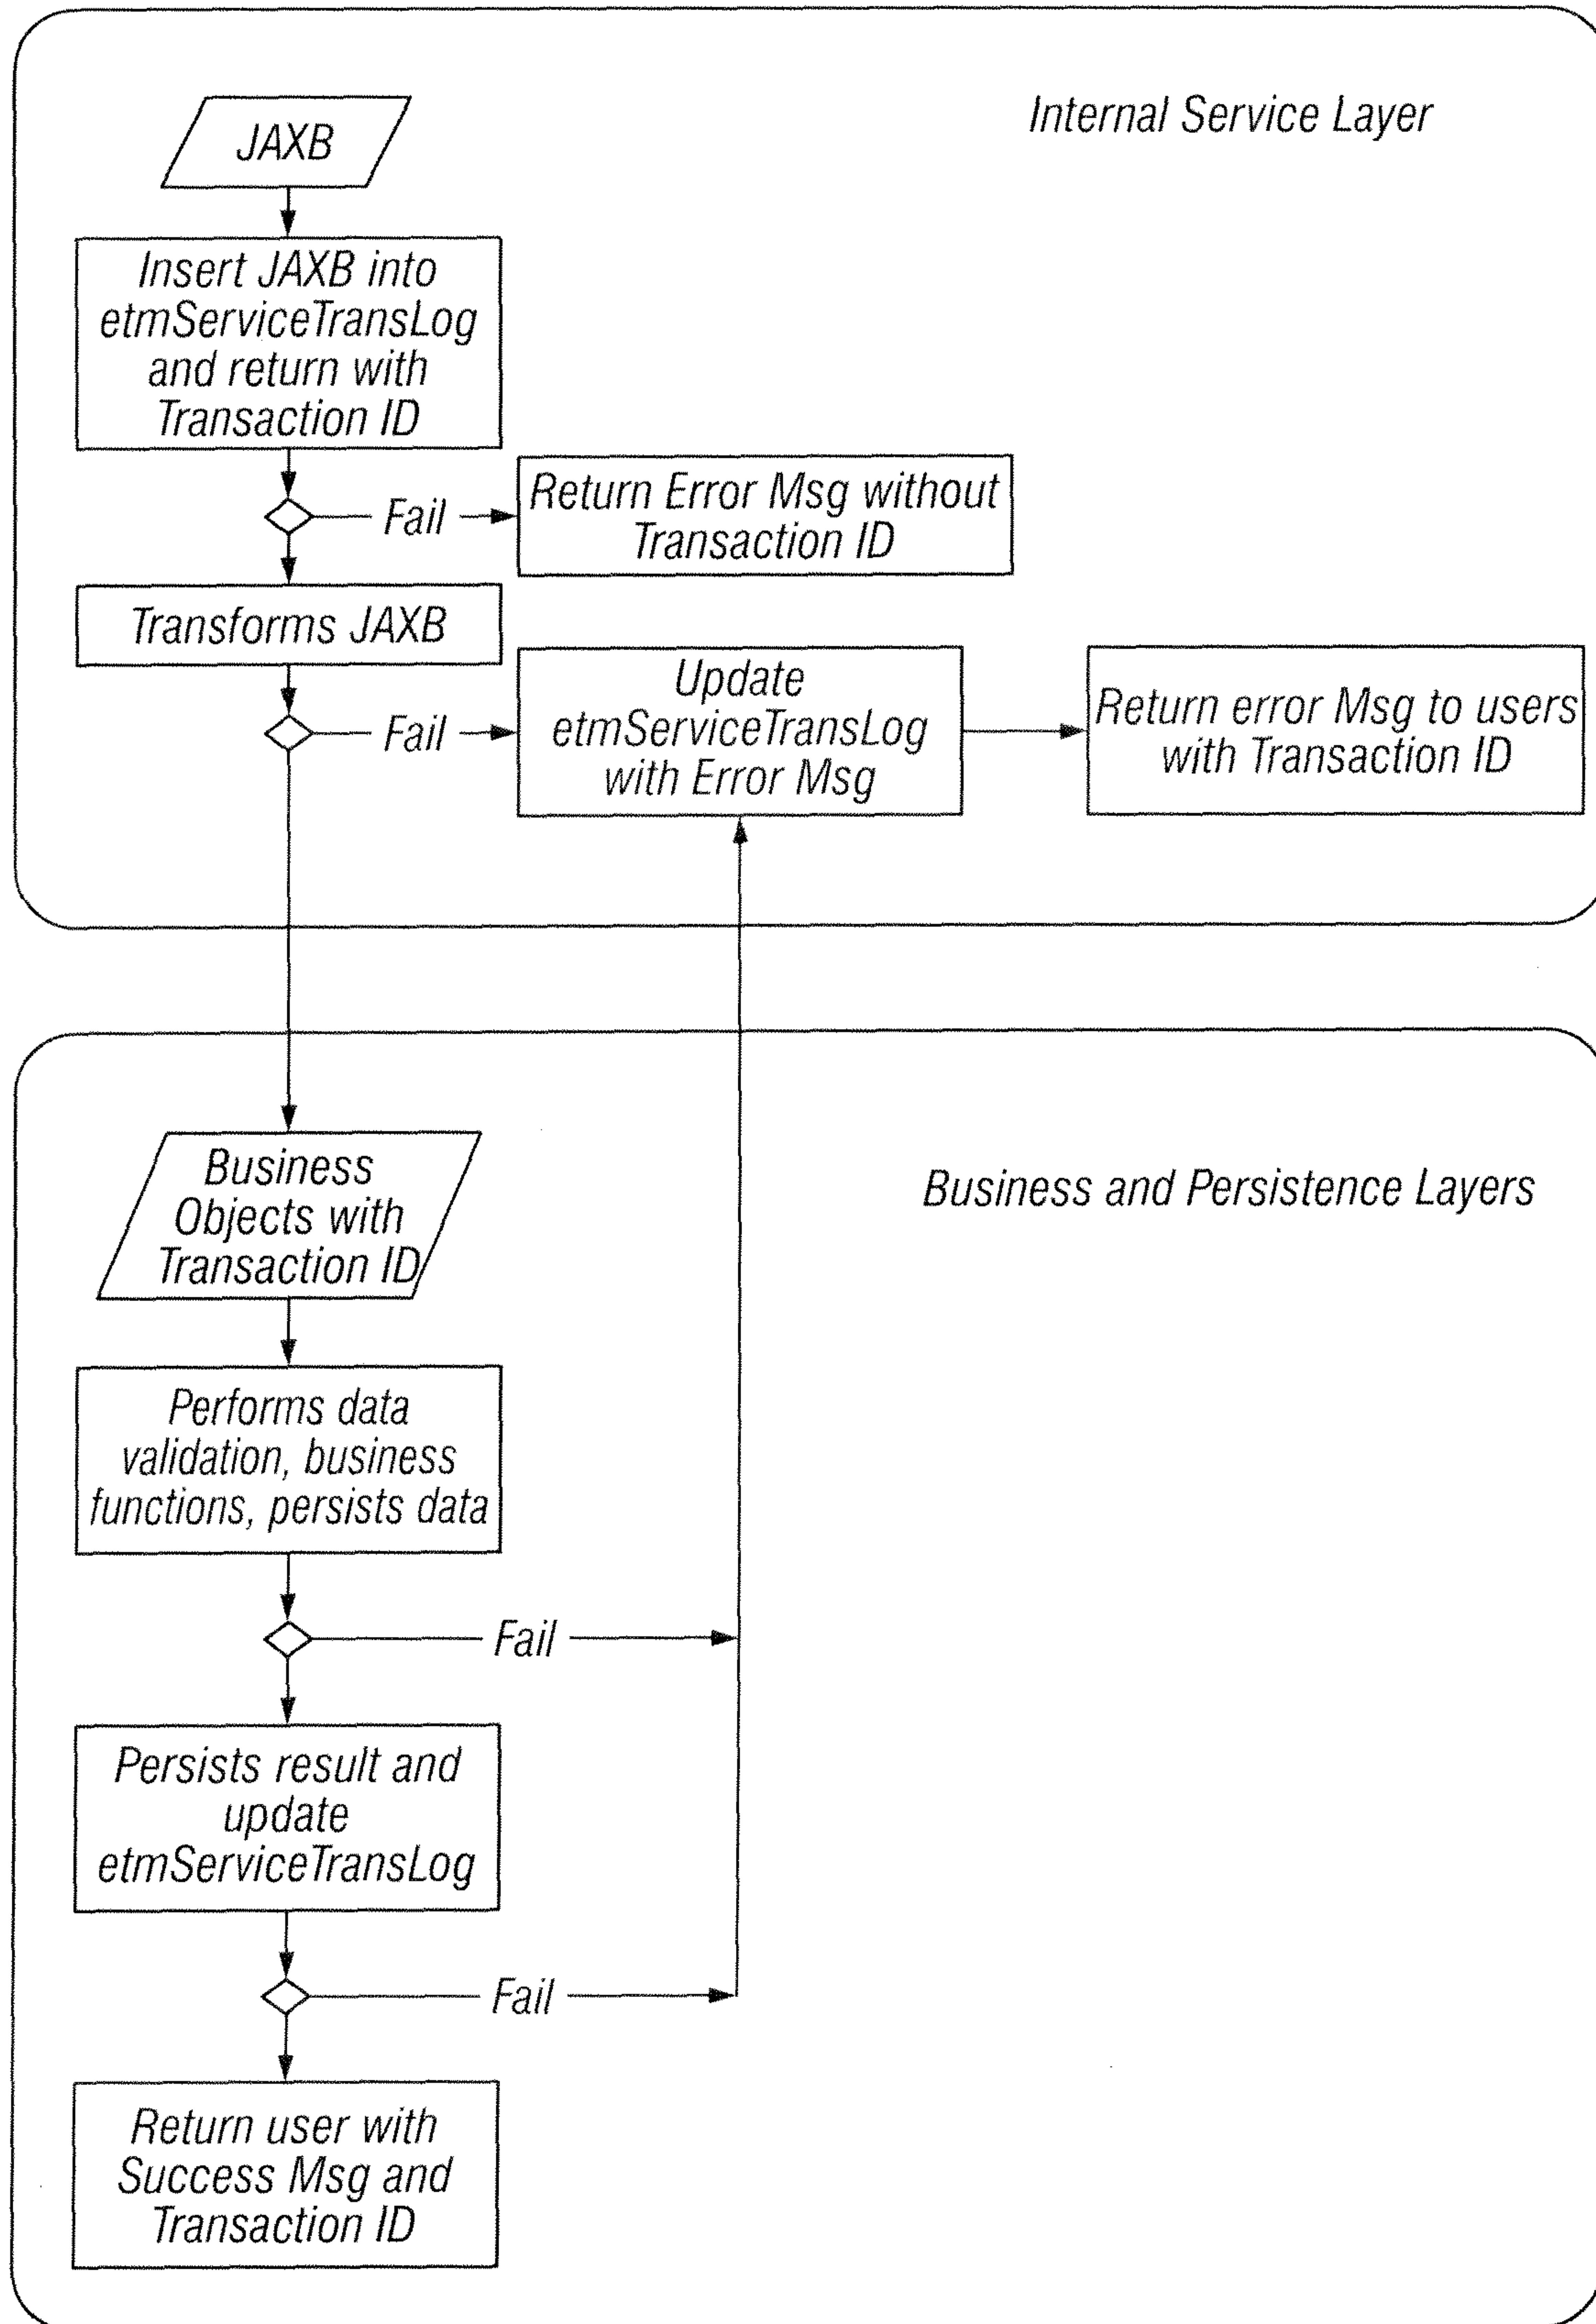 Internal Service Layer
JAXB
Insert JAXB into
etmServiceTransLog
and return with
Transaction ID
Fail
Return Error Msg without
Transaction ID
Transforms JAXB
Fail
Update
etmServiceTransLog
with Error Msg
Return error Msg to users
with Transaction ID
Business and Persistence Layers
Business
Objects with
Transaction ID
Performs data
validation, business
functions, persists data
Fail
Persists result and
update
etmServiceTransLog
Fail
Return user with
Success Msg and
Transaction ID